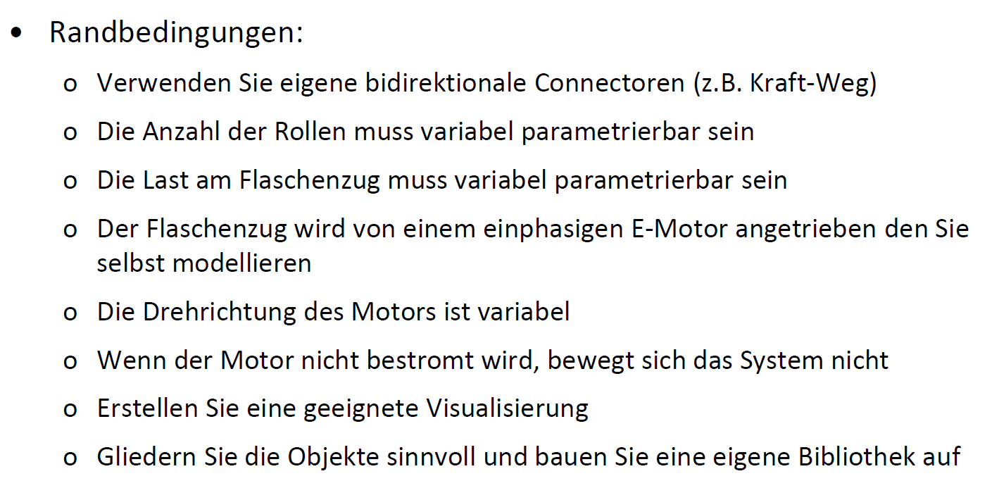 • Randbedingungen:
o Verwenden Sie eigene bidirektionale Connectoren (z.B. Kraft-Weg)
o Die Anzahl der Rollen muss variabel parametrierbar sein
o Die Last am Flaschenzug muss variabel parametrierbar sein
o Der Flaschenzug wird von einem einphasigen E-Motor angetrieben den Sie
selbst modellieren
o Die Drehrichtung des Motors ist variabel
o Wenn der Motor nicht bestromt wird, bewegt sich das System nicht
o Erstellen Sie eine geeignete Visualisierung
o Gliedern Sie die Objekte sinnvoll und bauen Sie eine eigene Bibliothek auf